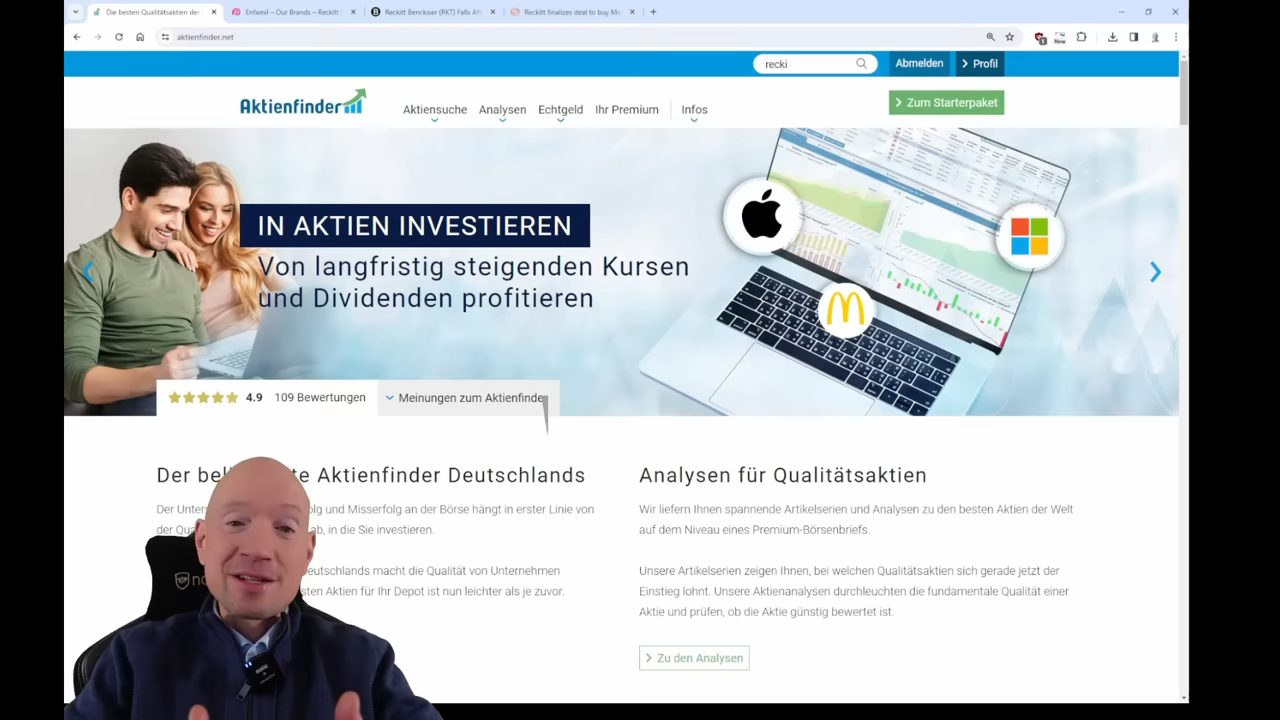 Die besten Qualitätsaktien der
Enfamil – Our Brands – Reckitt
Reckitt Benckiser (RKT) Falls Aft
Reckitt finalizes deal to buy M
aktienfinder.net
recki
Abmelden
Profil
Aktienfinder
Aktiensuche
Analysen
Echtgeld
Ihr Premium
Infos
Zum Starterpaket
IN AKTIEN INVESTIEREN
Von langfristig steigenden Kursen
und Dividenden profitieren
4.9 109 Bewertungen
Meinungen zum Aktienfinde
Der bel te Aktienfinder Deutschlands
Der Unters olg und Misserfolg an der Börse hängt in erster Linie von
der Qua ab, in die Sie investieren.
eutschlands macht die Qualität von Unternehmen
sten Aktien für Ihr Depot ist nun leichter als je zuvor.
Analysen für Qualitätsaktien
Wir liefern Ihnen spannende Artikelserien und Analysen zu den besten Aktien der Welt
auf dem Niveau eines Premium-Börsenbriefs.
Unsere Artikelserien zeigen Ihnen, bei welchen Qualitätsaktien sich gerade jetzt der
Einstieg lohnt. Unsere Aktienanalysen durchleuchten die fundamentale Qualität einer
Aktie und prüfen, ob die Aktie günstig bewertet ist.
Zu den Analysen